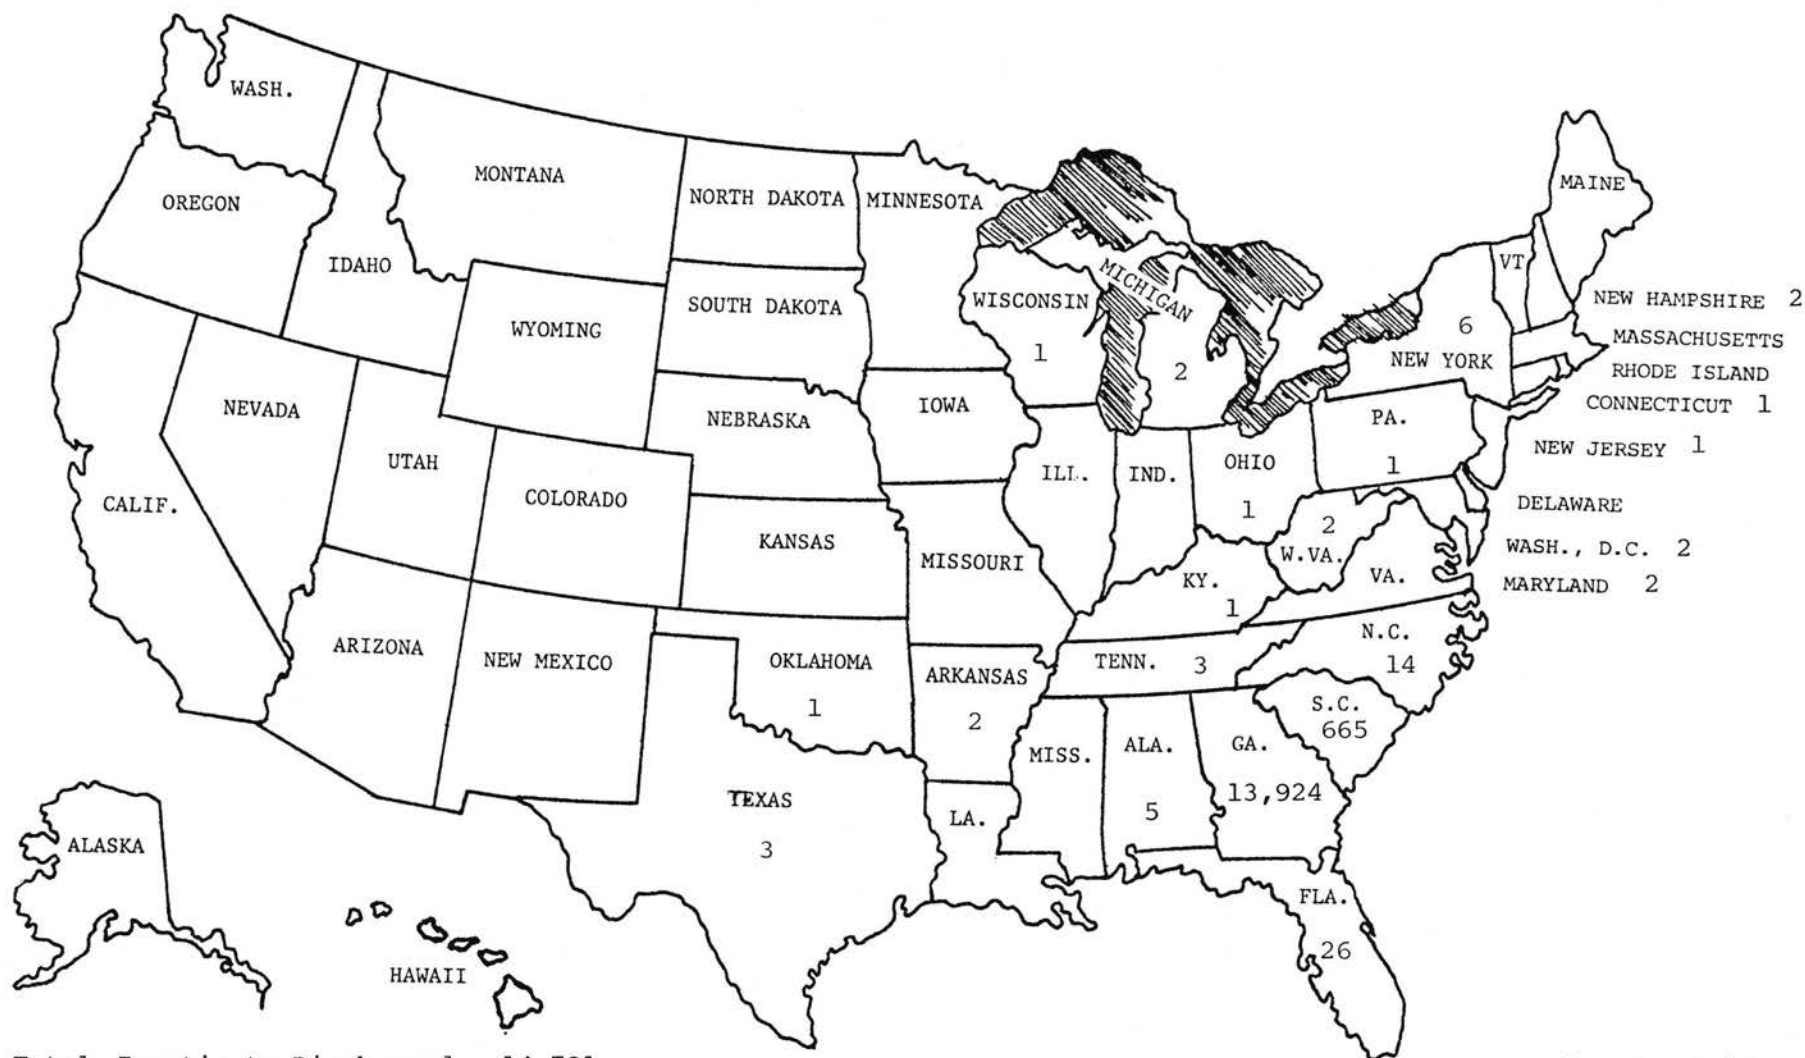 WASH.
MONTANA
NORTH DAKOTA
MINNESOTA
MAINE
OREGON
IDAHO
VT
MICHIGAN
WISCONSIN
1
2
SOUTH DAKOTA
WYOMING
NEW HAMPSHIRE 2
6
NEW YORK
MASSACHUSETTS
RHODE ISLAND
CONNECTICUT 1
NEVADA
NEBRASKA
IOWA
PA.
1
NEW JERSEY 1
UTAH
COLORADO
ILL.
IND.
OHIO
1
CALIF.
DELAWARE
2
W.VA.
WASH., D.C. 2
KANSAS
MISSOURI
KY.
1
VA.
MARYLAND 2
ARIZONA
NEW MEXICO
OKLAHOMA
1
ARKANSAS
2
TENN. 3
N.C.
14
S.C.
665
MISS.
ALA.
5
GA.
13,924
TEXAS
3
LA.
ALASKA
FLA.
26
HAWAII